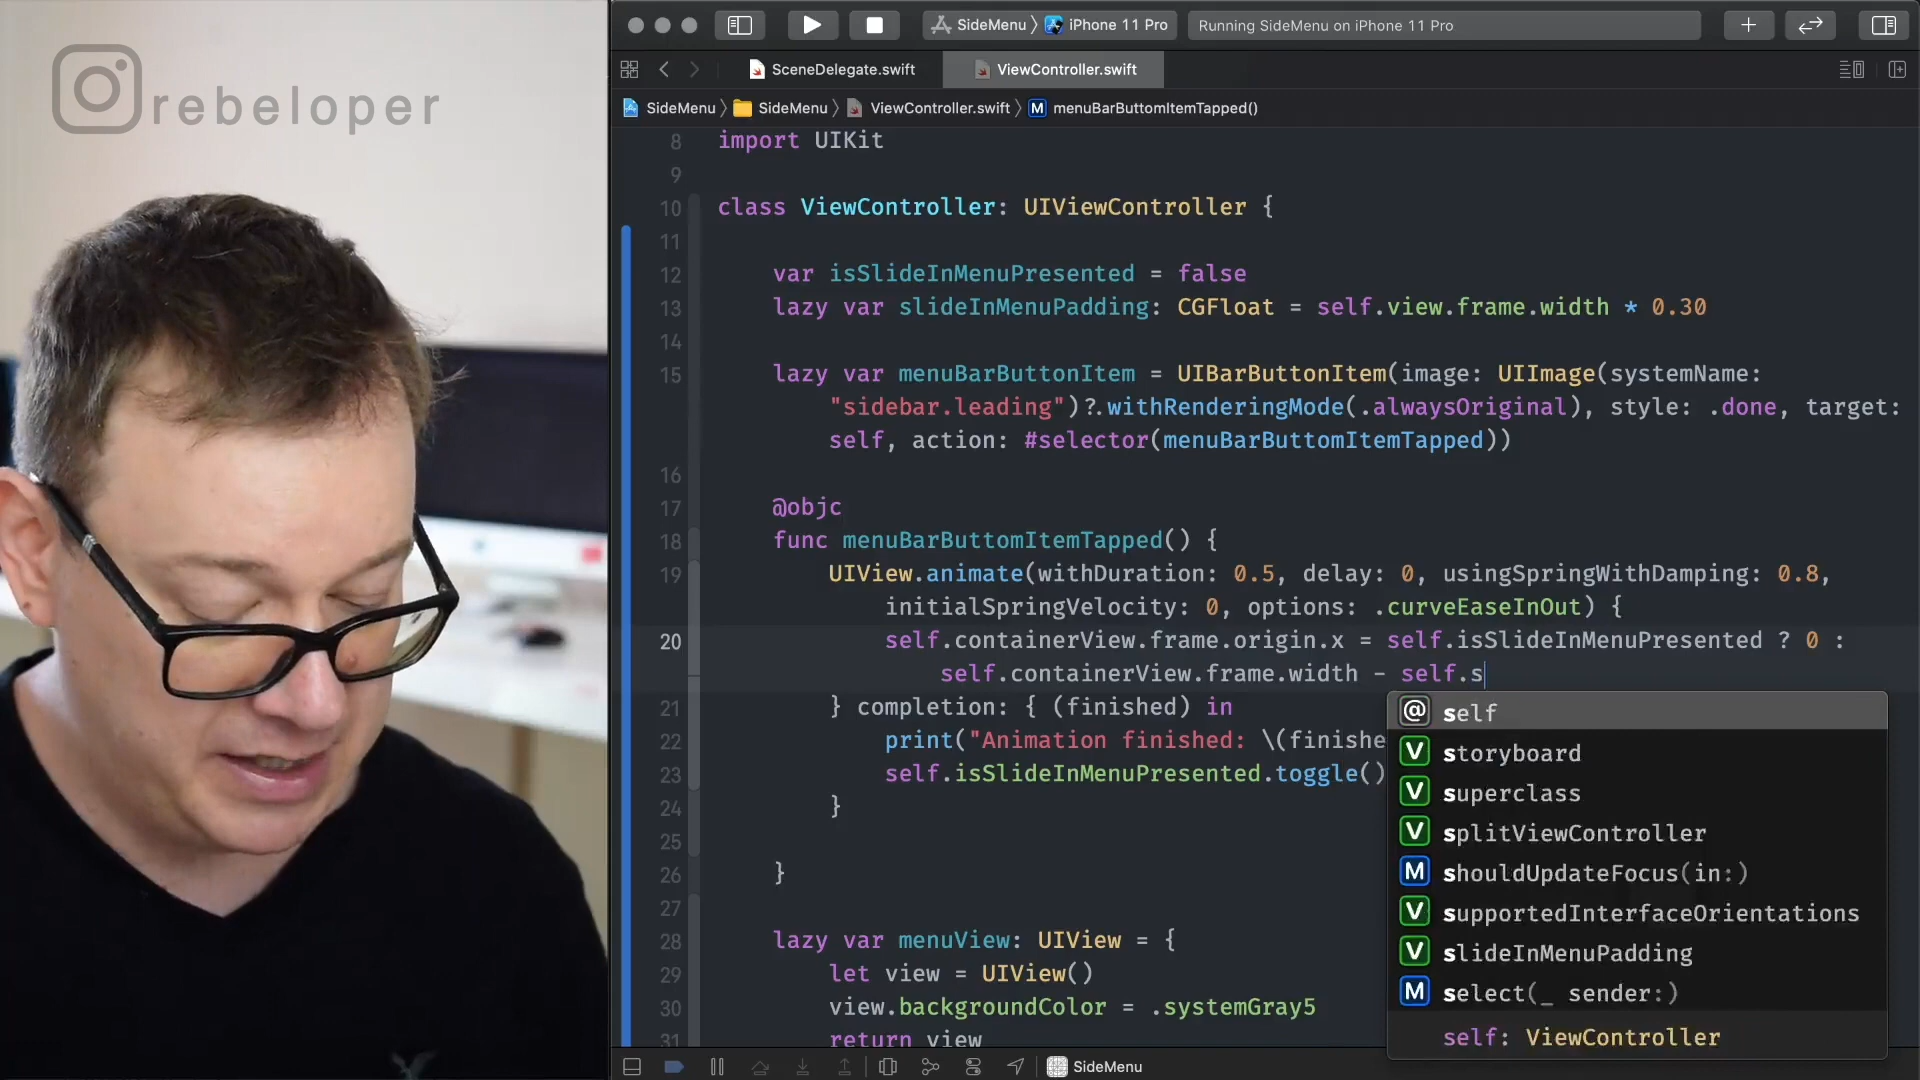 rebeloper
SideMenu 〉 iPhone 11 Pro
Running SideMenu on iPhone 11 Pro
SceneDelegate.swift
ViewController.swift
SideMenu 〉 SideMenu 〉 ViewController.swift 〉 M menuBarButtomItemTapped()
8 import UIKit
9
10 class ViewController: UIViewController {
11
12 var isSlideInMenuPresented = false
13 lazy var slideInMenuPadding: CGFloat = self.view.frame.width * 0.30
14
15 lazy var menuBarButtonItem = UIBarButtonItem(image: UIImage(systemName:
"sidebar.leading")?.withRenderingMode(.alwaysOriginal), style: .done, target:
self, action: #selector(menuBarButtomItemTapped))
16
17 @objc
18 func menuBarButtomItemTapped() {
19 UIView.animate(withDuration: 0.5, delay: 0, usingSpringWithDamping: 0.8,
initialSpringVelocity: 0, options: .curveEaseInOut) {
20 self.containerView.frame.origin.x = self.isSlideInMenuPresented ? 0 :
self.containerView.frame.width - self.s
21 } completion: { (finished) in
22 print("Animation finished: \(finishe
23 self.isSlideInMenuPresented.toggle()
24 }
25
26 }
27
28 lazy var menuView: UIView = {
29 let view = UIView()
30 view.backgroundColor = .systemGray5
31 return view
@ self
V storyboard
V superclass
V splitViewController
M shouldUpdateFocus(in:)
V supportedInterfaceOrientations
V slideInMenuPadding
M select(_ sender:)
self: ViewController
SideMenu